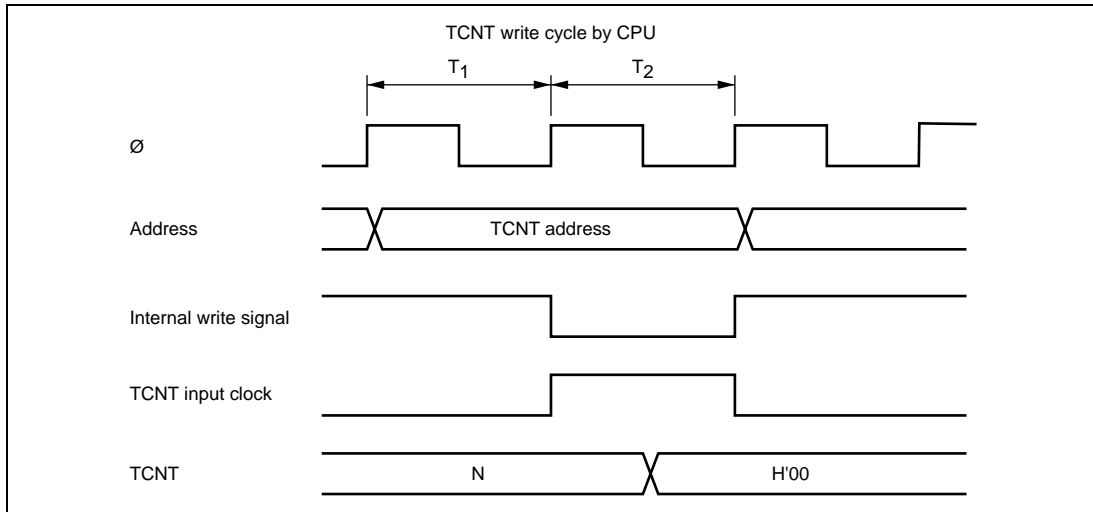 TCNT write cycle by CPU
T1 T2
Ø
Address TCNT address
Internal write signal
TCNT input clock
TCNT N H'00